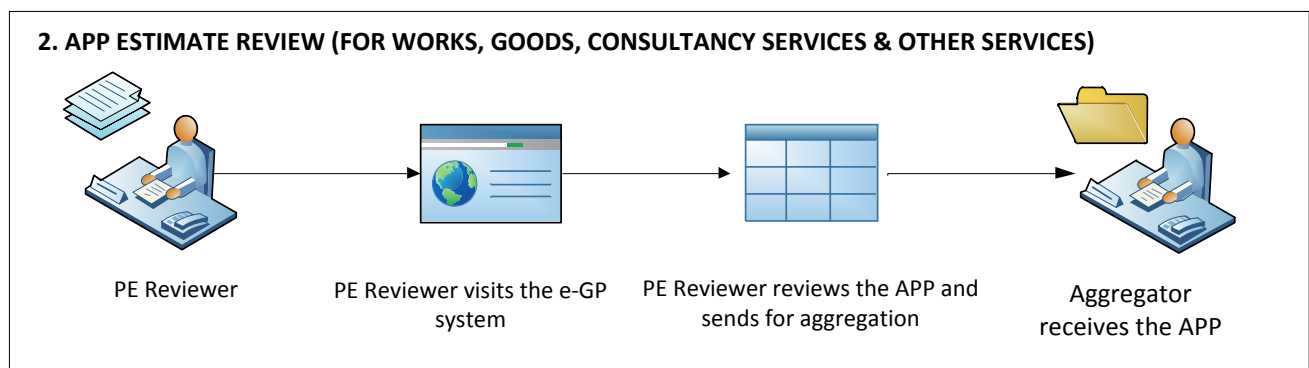 2. APP ESTIMATE REVIEW (FOR WORKS, GOODS, CONSULTANCY SERVICES & OTHER SERVICES)
PE Reviewer
PE Reviewer visits the e-GP
system
PE Reviewer reviews the APP and
sends for aggregation
Aggregator
receives the APP